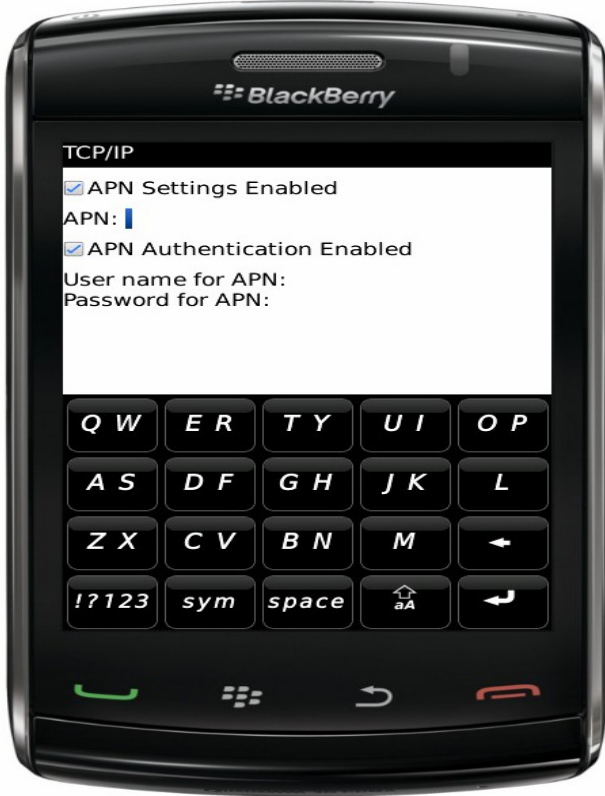 BlackBerry
TCP/IP
APN Settings Enabled
APN:
APN Authentication Enabled
User name for APN:
Password for APN:
Q W E R T Y U I O P
A S D F G H J K L
Z X C V B N M
!?123 sym space aA